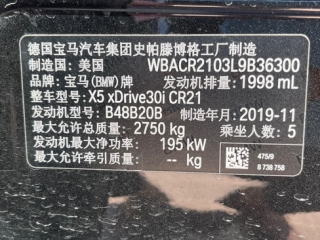 德国宝马汽车集团史帕滕博格工厂制造
制造国：美国 WBACR2103L9B36300
品牌：宝马(BMW)牌 发动机排量：1998 mL
整车型号：X5 xDrive30i CR21
发动机型号：B48B20B 制造年月：2019-11
最大允许总质量：2750 kg 乘坐人数：5
发动机最大净功率：195 kW
最大允许牵引质量：-- kg
475/9
8 738 758